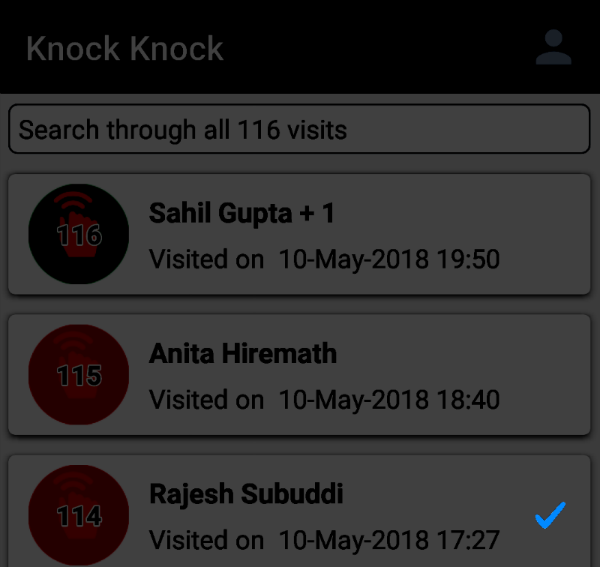 Knock Knock
Search through all 116 visits
116
Sahil Gupta + 1
Visited on 10-May-2018 19:50
115
Anita Hiremath
Visited on 10-May-2018 18:40
114
Rajesh Subuddi
Visited on 10-May-2018 17:27